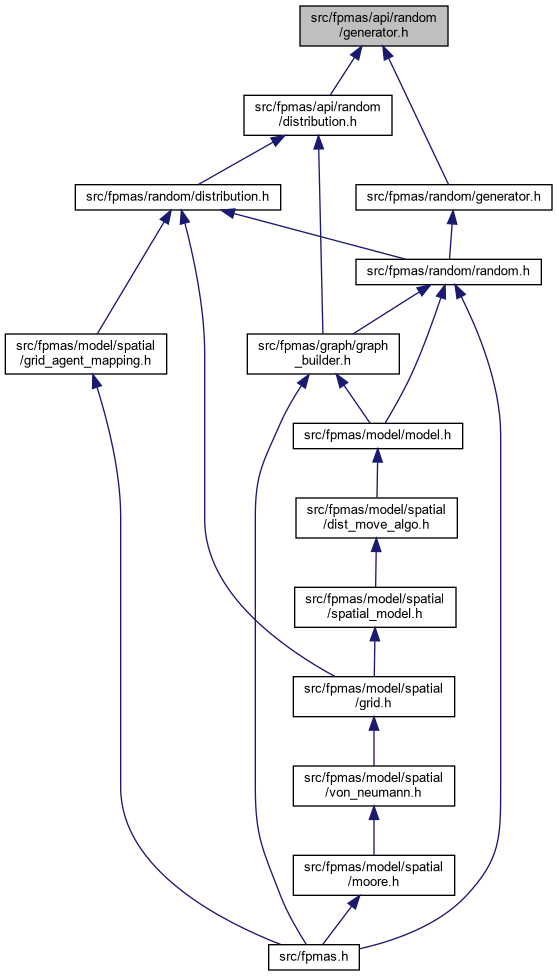 src/fpmas/api/random
/generator.h
src/fpmas/api/random
/distribution.h
src/fpmas/random/distribution.h
src/fpmas/random/generator.h
src/fpmas/random/random.h
src/fpmas/model/spatial
/grid_agent_mapping.h
src/fpmas/graph/graph
_builder.h
src/fpmas/model/model.h
src/fpmas/model/spatial
/dist_move_algo.h
src/fpmas/model/spatial
/spatial_model.h
src/fpmas/model/spatial
/grid.h
src/fpmas/model/spatial
/von_neumann.h
src/fpmas/model/spatial
/moore.h
src/fpmas.h